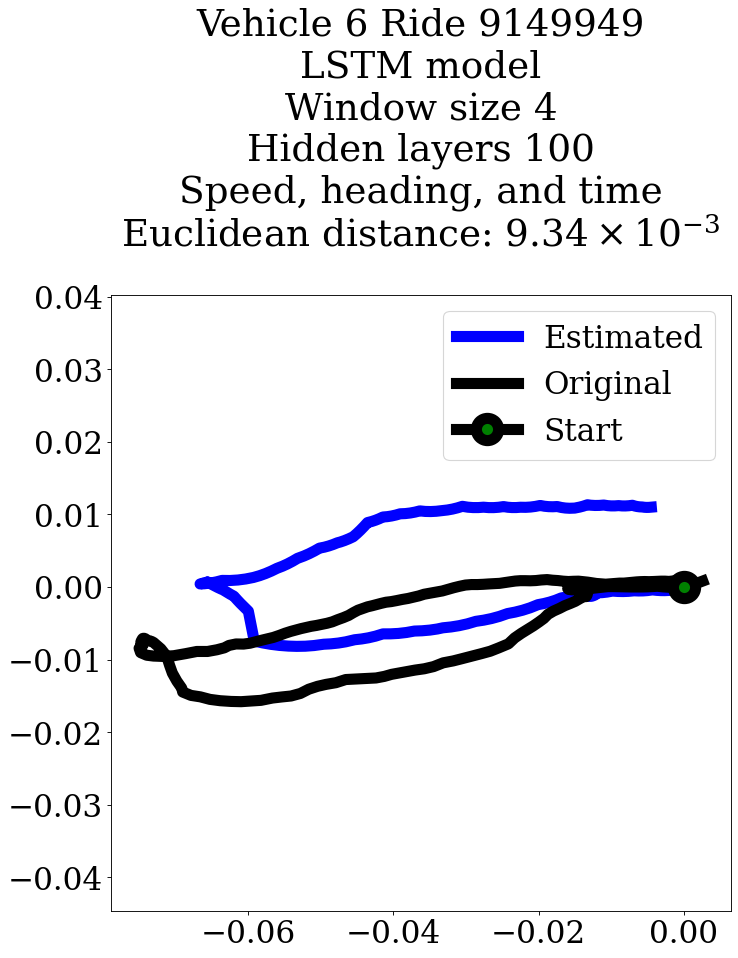 Vehicle 6 Ride 9149949
LSTM model
Window size 4
Hidden layers 100
Speed, heading, and time
Euclidean distance: 9.34 × 10⁻³
Estimated
Original
Start
0.04
0.03
0.02
0.01
0.00
−0.01
−0.02
−0.03
−0.04
−0.06 −0.04 −0.02 0.00